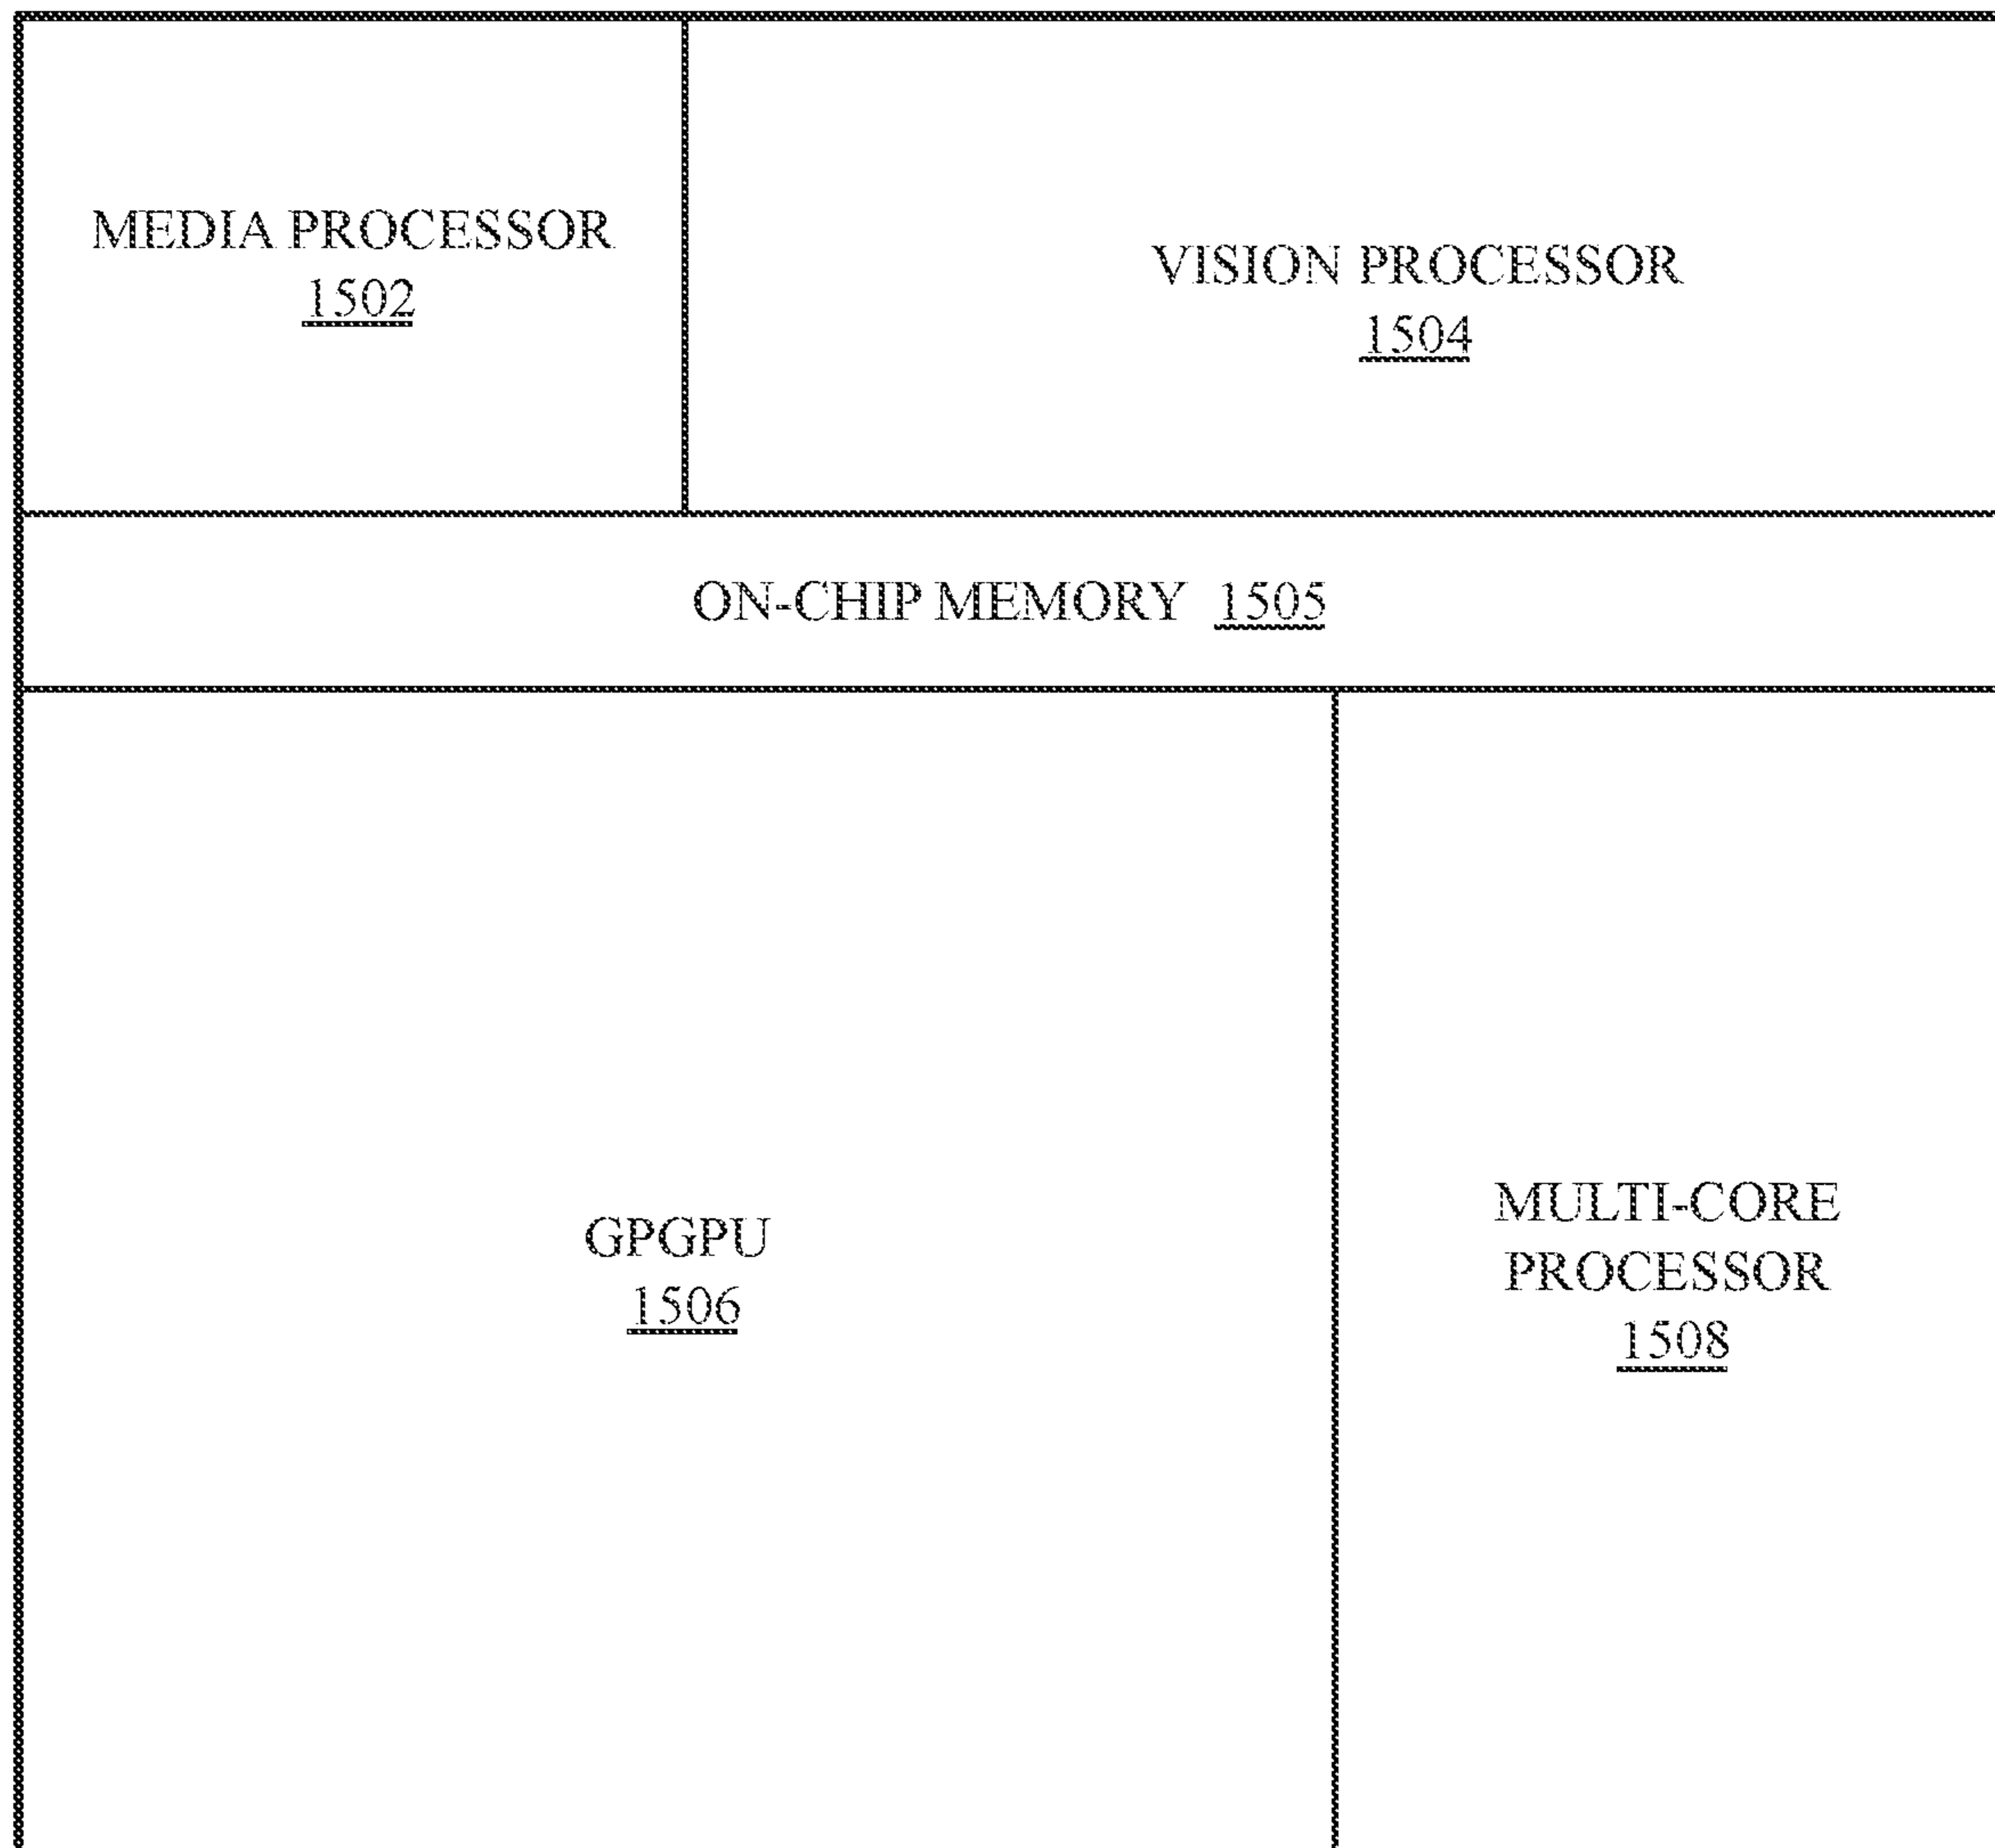 MEDIA PROCESSOR
1502
VISION PROCESSOR
1504
ON-CHIP MEMORY 1505
GPGPU
1506
MULTI-CORE
PROCESSOR
1508